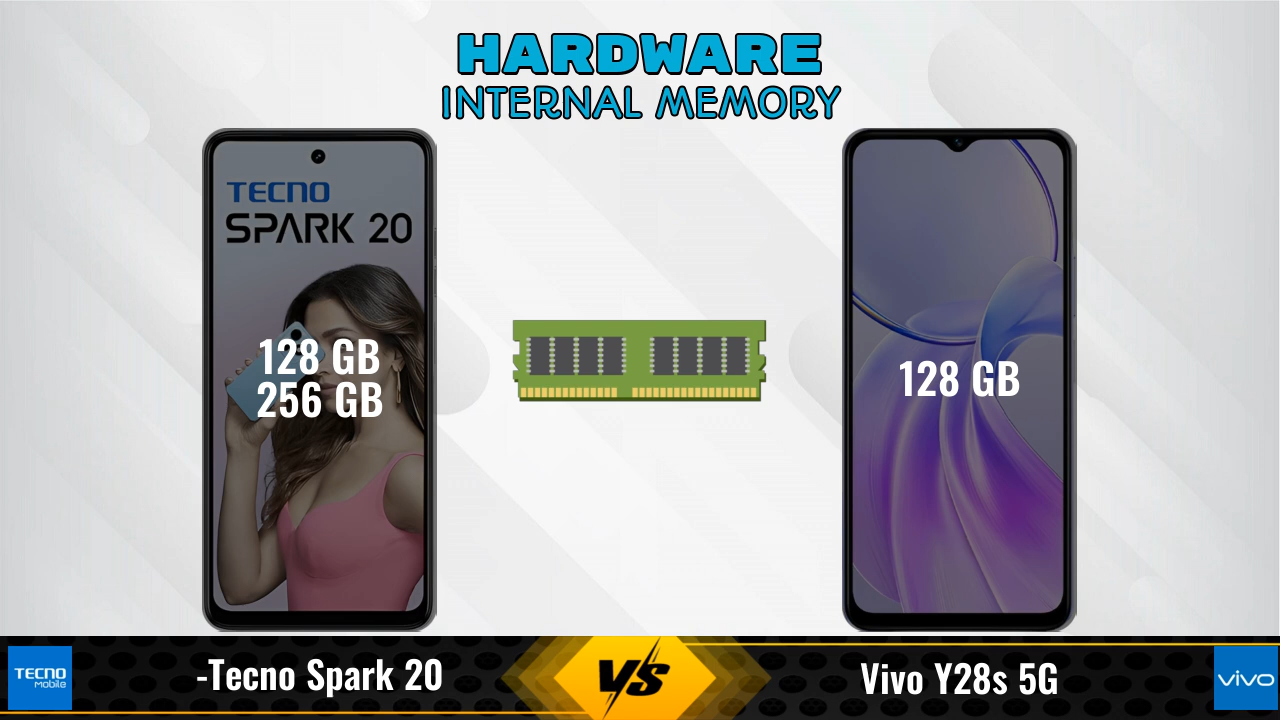 HARDWARE
INTERNAL MEMORY
TECNO
SPARK 20
128 GB
256 GB
128 GB
TECNO
mobile
-Tecno Spark 20
VS
Vivo Y28s 5G
vivo